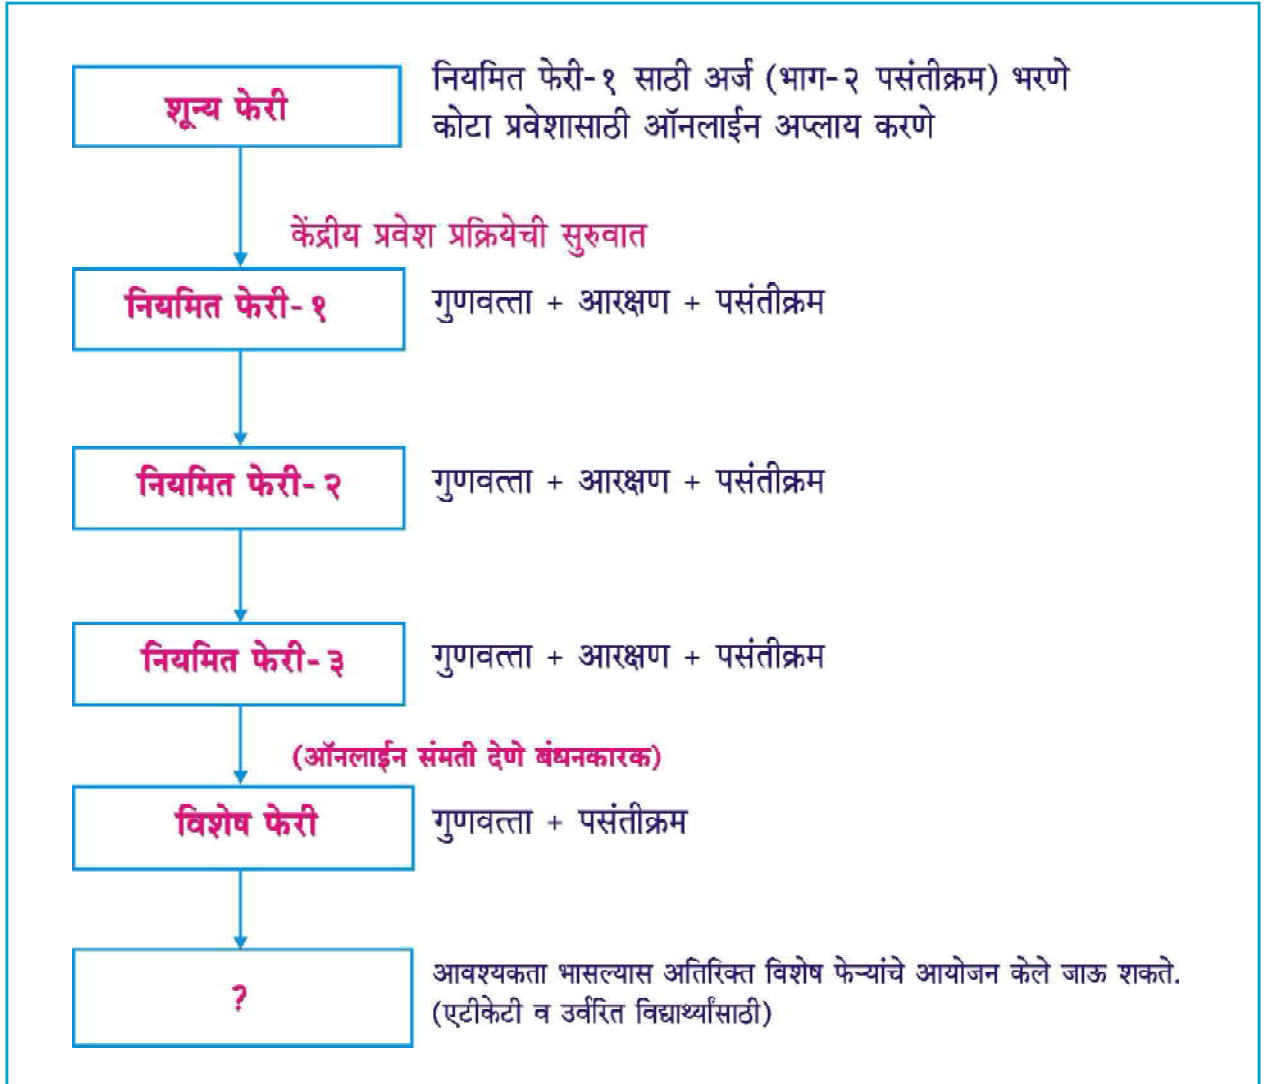 शून्य फेरी
नियमित फेरी-१ साठी अर्ज (भाग-२ पसंतीक्रम) भरणे
कोटा प्रवेशासाठी ऑनलाईन अप्लाय करणे
केंद्रीय प्रवेश प्रक्रियेची सुरुवात
नियमित फेरी-१
गुणवत्ता + आरक्षण + पसंतीक्रम
नियमित फेरी-२
गुणवत्ता + आरक्षण + पसंतीक्रम
नियमित फेरी-३
गुणवत्ता + आरक्षण + पसंतीक्रम
(ऑनलाईन संमती देणे बंधनकारक)
विशेष फेरी
गुणवत्ता + पसंतीक्रम
?
आवश्यकता भासल्यास अतिरिक्त विशेष फेऱ्यांचे आयोजन केले जाऊ शकते.
(एटीकेटी व उर्वरित विद्यार्थ्यांसाठी)